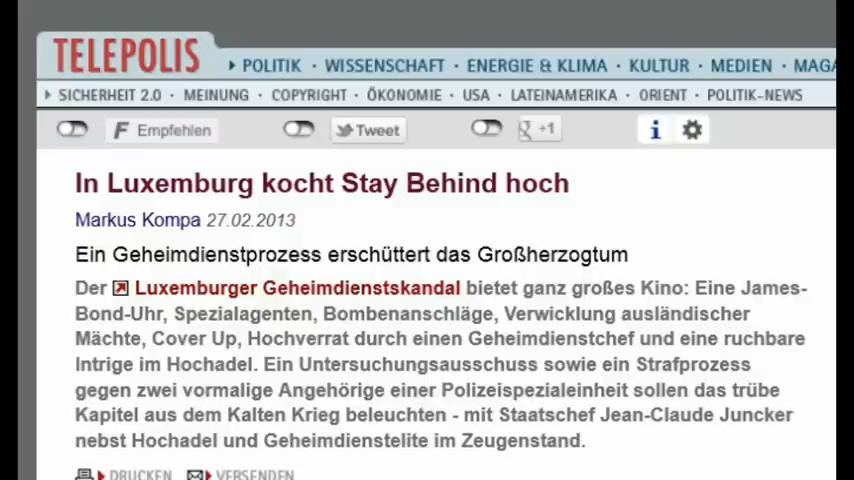 TELEPOLIS
POLITIK · WISSENSCHAFT · ENERGIE & KLIMA · KULTUR · MEDIEN ·
SICHERHEIT 2.0 · MEINUNG · COPYRIGHT · ÖKONOMIE · USA · LATEINAMERIKA · ORIENT · POLITIK-NEWS
F Empfehlen Tweet g +1 i
In Luxemburg kocht Stay Behind hoch
Markus Kompa 27.02.2013
Ein Geheimdienstprozess erschüttert das Großherzogtum
Der Luxemburger Geheimdienstskandal bietet ganz großes Kino: Eine James-
Bond-Uhr, Spezialagenten, Bombenanschläge, Verwicklung ausländischer
Mächte, Cover Up, Hochverrat durch einen Geheimdienstchef und eine ruchbare
Intrige im Hochadel. Ein Untersuchungsausschuss sowie ein Strafprozess
gegen zwei vormalige Angehörige einer Polizeispezialeinheit sollen das trübe
Kapitel aus dem Kalten Krieg beleuchten - mit Staatschef Jean-Claude Juncker
nebst Hochadel und Geheimdienstelite im Zeugenstand.
DRUCKEN VERSENDEN